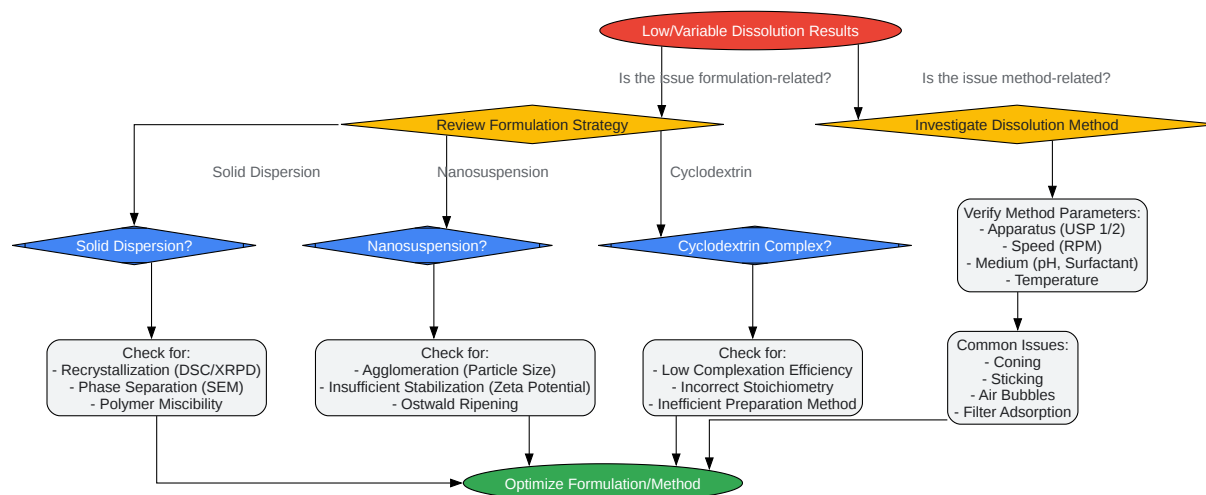 Low/Variable Dissolution Results
Is the issue formulation-related?
Is the issue method-related?
Review Formulation Strategy
Investigate Dissolution Method
Solid Dispersion
Nanosuspension
Cyclodextrin
Solid Dispersion?
Nanosuspension?
Cyclodextrin Complex?
Verify Method Parameters:
- Apparatus (USP 1/2)
- Speed (RPM)
- Medium (pH, Surfactant)
- Temperature
Check for:
- Recrystallization (DSC/XRPD)
- Phase Separation (SEM)
- Polymer Miscibility
Check for:
- Agglomeration (Particle Size)
- Insufficient Stabilization (Zeta Potential)
- Ostwald Ripening
Check for:
- Low Complexation Efficiency
- Incorrect Stoichiometry
- Inefficient Preparation Method
Common Issues:
- Coning
- Sticking
- Air Bubbles
- Filter Adsorption
Optimize Formulation/Method